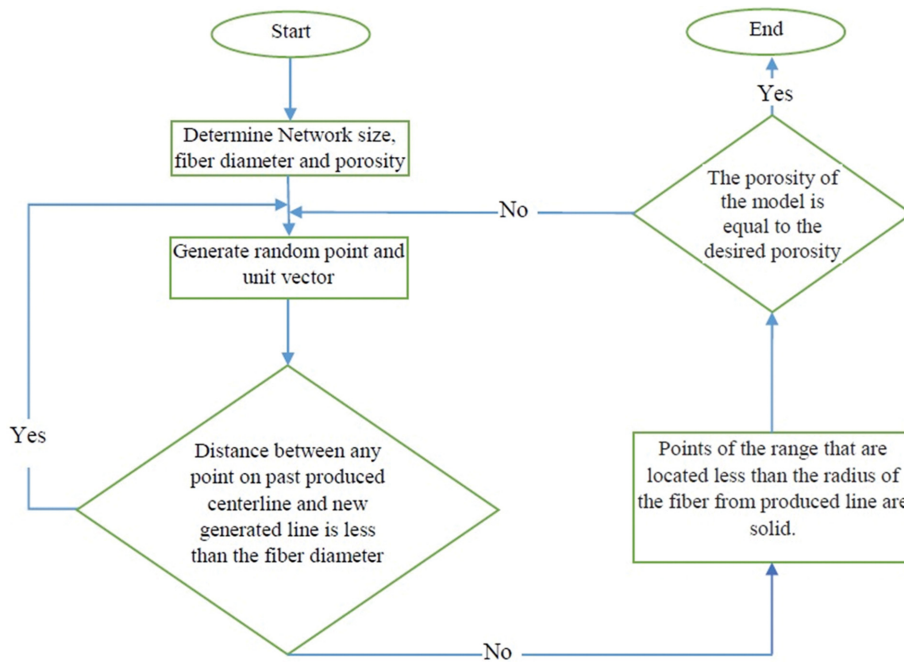 Start
Determine Network size,
fiber diameter and porosity
Generate random point and
unit vector
Yes
Distance between any
point on past produced
centerline and new
generated line is less
than the fiber diameter
No
Points of the range that are
located less than the radius of
the fiber from produced line are
solid.
The porosity of
the model is
equal to the
desired porosity
No
Yes
End